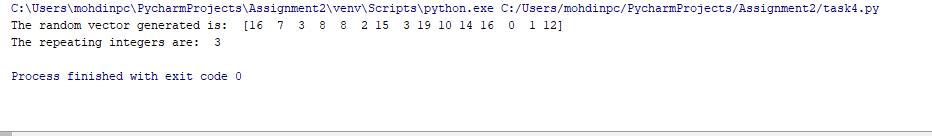 C:\Users\mohdinpc\PycharmProjects\Assignment2\venv\Scripts\python.exe C:/Users/mohdinpc/PycharmProjects/Assignment2/task4.py
The random vector generated is:  [16  7  3  8  8  2 15  3 19 10 14 16  0  1 12]
The repeating integers are:  3
Process finished with exit code 0